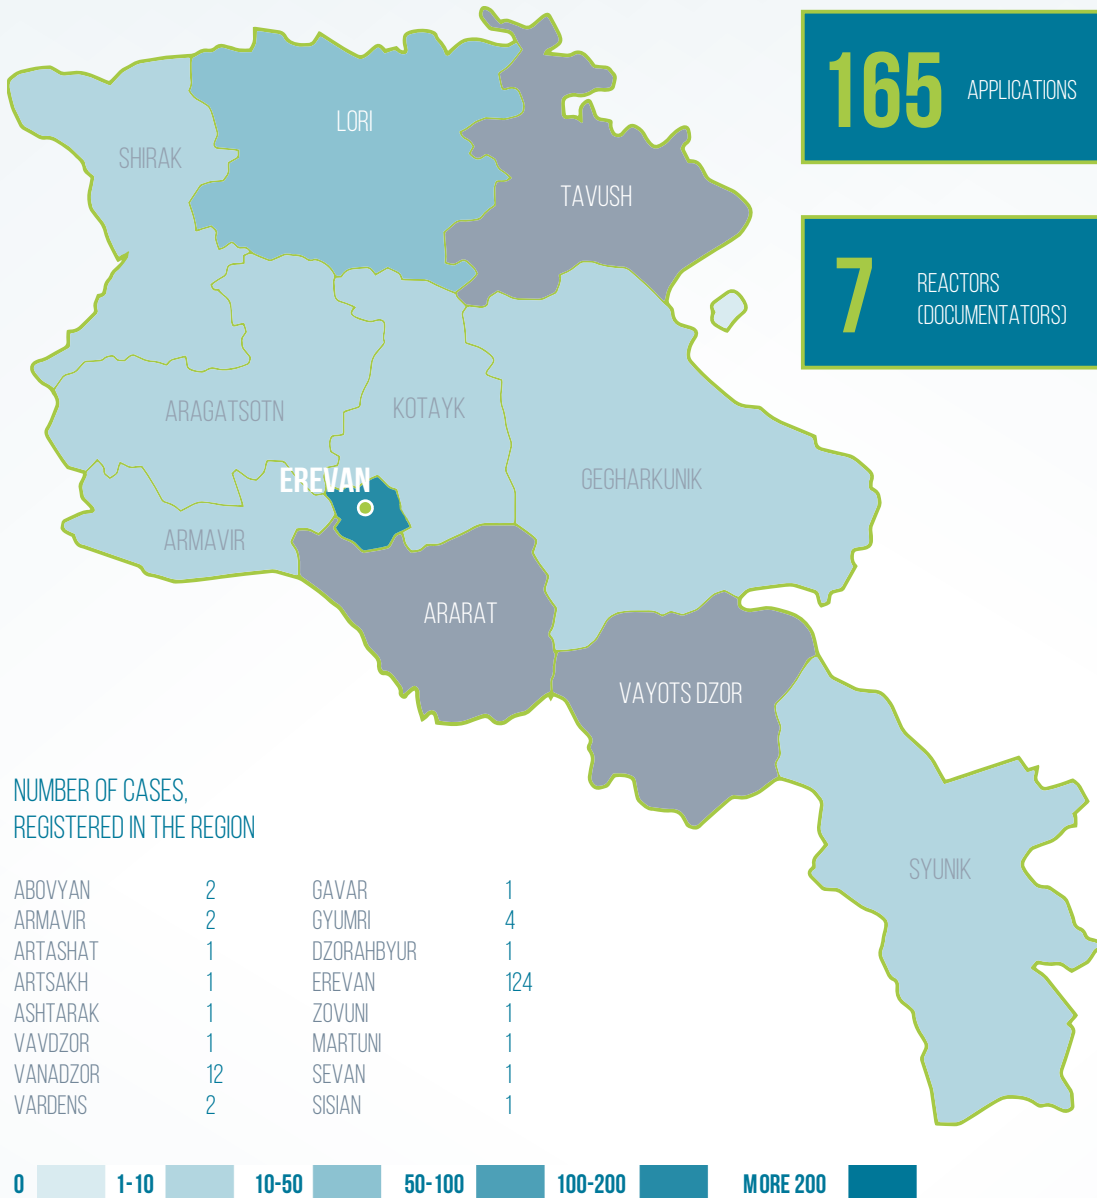 165 APPLICATIONS
7 REACTORS
(DOCUMENTATORS)
LORI
SHIRAK
TAVUSH
ARAGATSOTN
KOTAYK
GEGHARKUNIK
EREVAN
ARMAVIR
ARARAT
VAYOTS DZOR
SYUNIK
NUMBER OF CASES,
REGISTERED IN THE REGION
ABOVYAN 2
ARMAVIR 2
ARTASHAT 1
ARTSAKH 1
ASHTARAK 1
VAVDZOR 1
VANADZOR 12
VARDENS 2
GAVAR 1
GYUMRI 4
DZORAHBYUR 1
EREVAN 124
ZOVUNI 1
MARTUNI 1
SEVAN 1
SISIAN 1
0 1-10 10-50 50-100 100-200 MORE 200